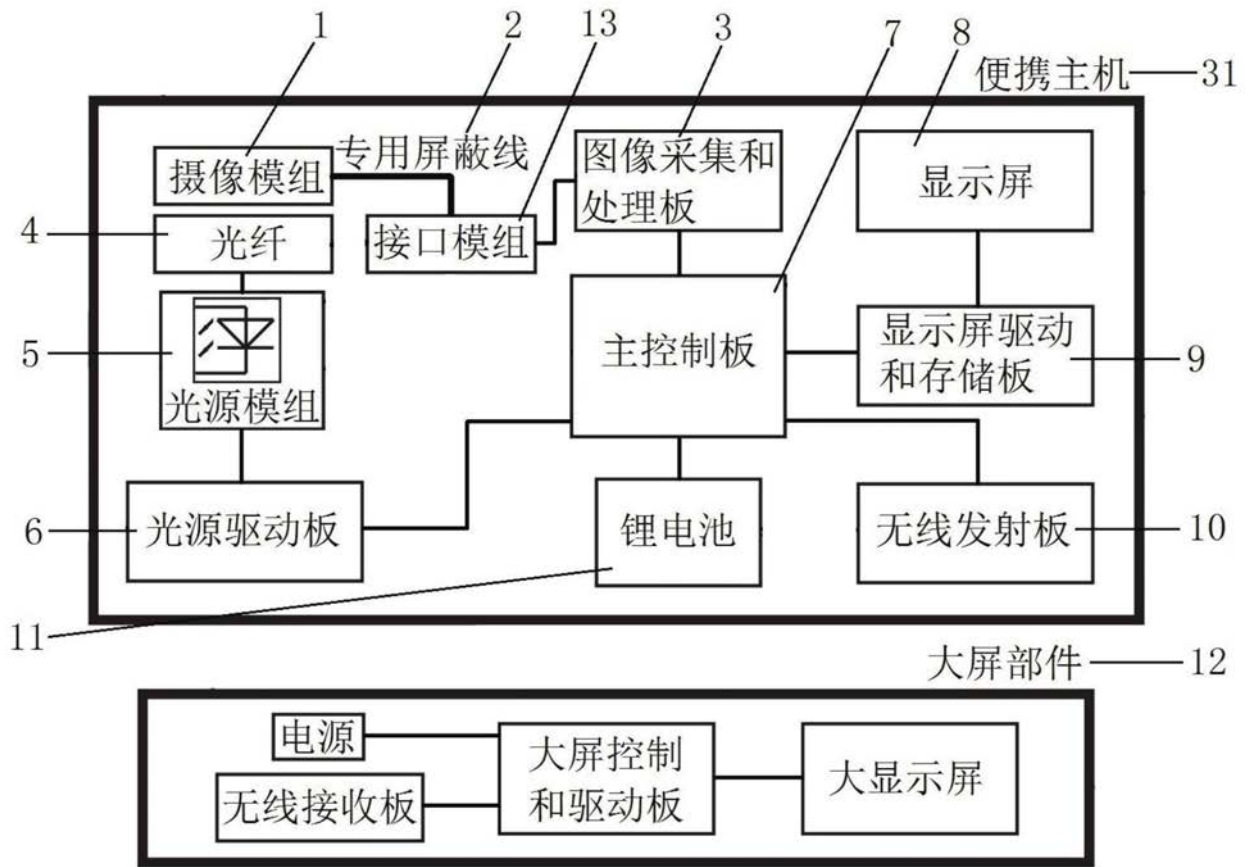 1
2
13
3
7
8
便携主机
31
专用屏蔽线
摄像模组
图像采集和
处理板
显示屏
4
光纤
接口模组
5
光源模组
主控制板
显示屏驱动
和存储板
9
6
光源驱动板
锂电池
无线发射板
10
11
大屏部件
12
电源
无线接收板
大屏控制
和驱动板
大显示屏